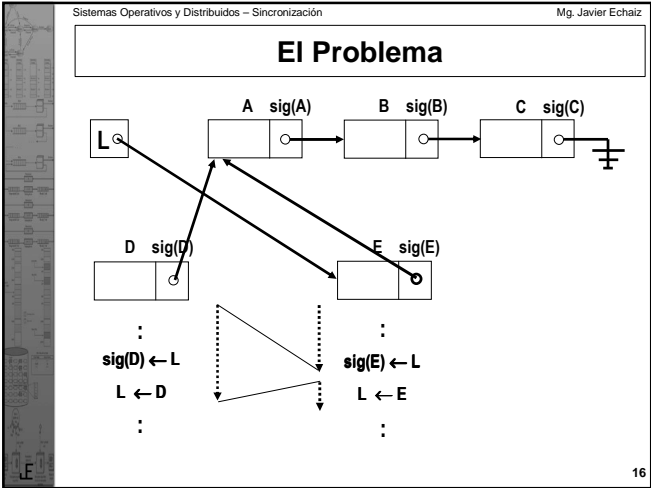 Sistemas Operativos y Distribuidos – Sincronización Mg. Javier Echaiz
El Problema
A sig(A) B sig(B) C sig(C)
L
D sig(D) E sig(E)
: :
sig(D) ← L sig(E) ← L
L ← D L ← E
: :
16